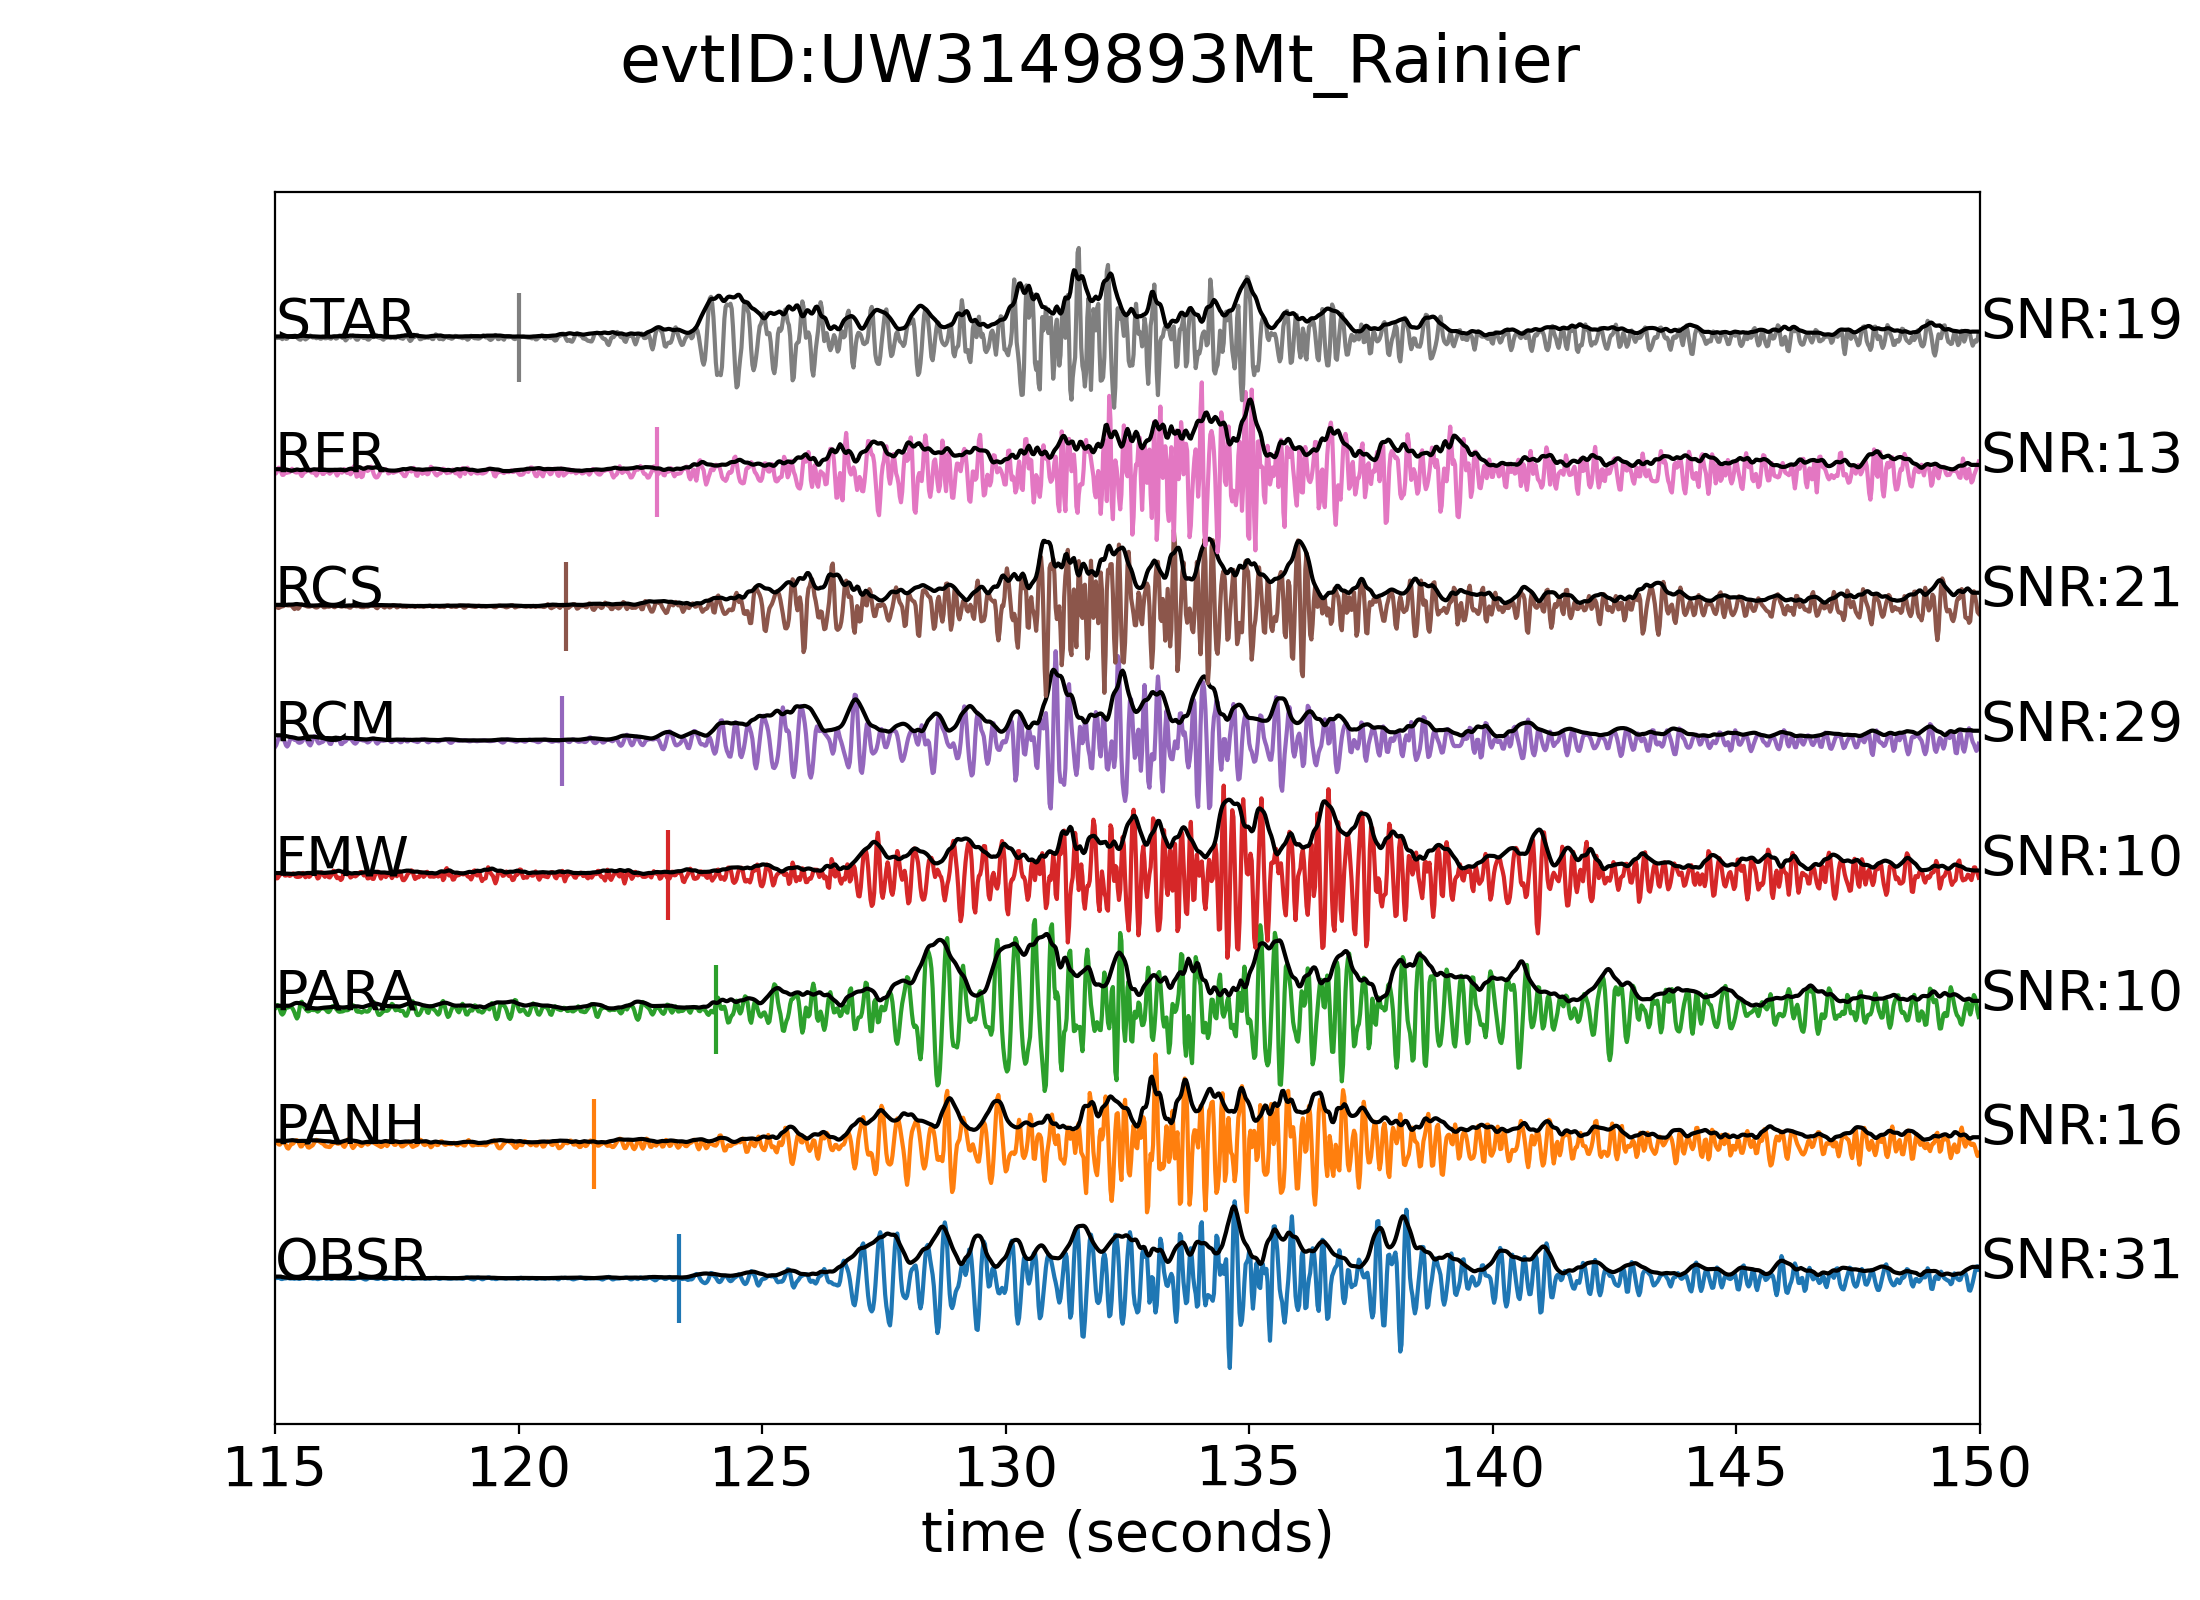 evtID:UW3149893Mt_Rainier
STAR SNR:19
RER SNR:13
RCS SNR:21
RCM SNR:29
FMW SNR:10
PARA SNR:10
PANH SNR:16
OBSR SNR:31
115 120 125 130 135 140 145 150
time (seconds)